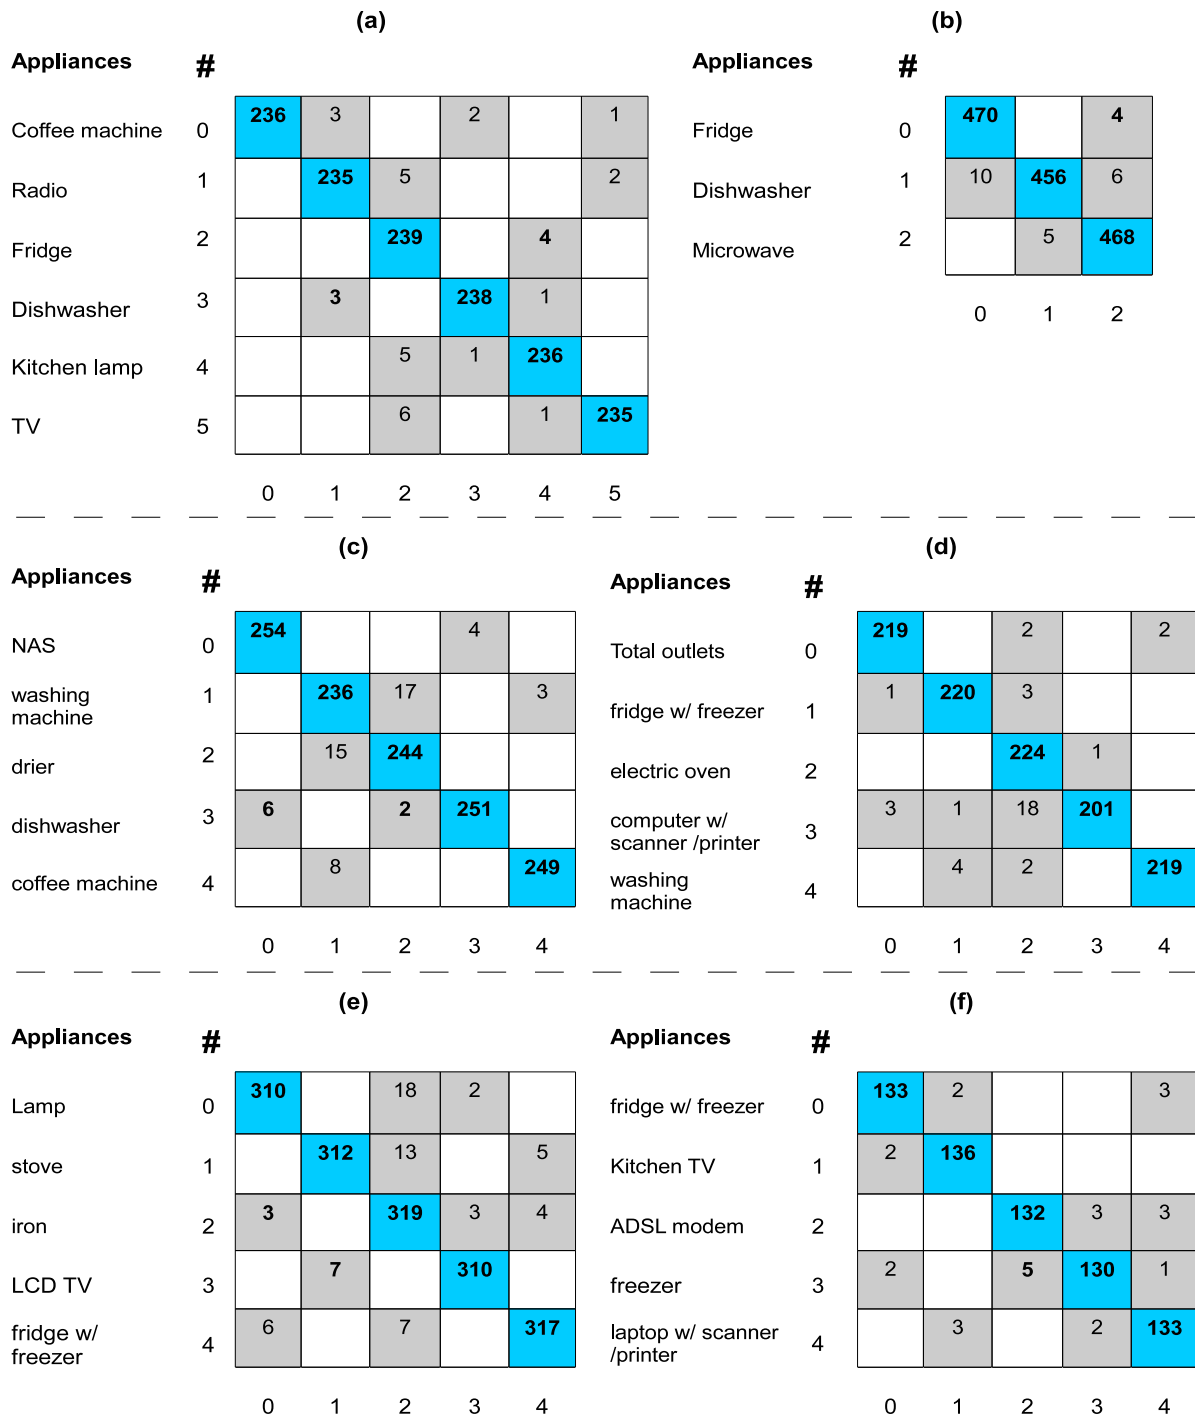 (a)
Appliances #
Coffee machine 0 236 3 2 1
Radio 1 235 5 2
Fridge 2 239 4
Dishwasher 3 3 238 1
Kitchen lamp 4 5 1 236
TV 5 6 1 235
0 1 2 3 4 5
(b)
Appliances #
Fridge 0 470 4
Dishwasher 1 10 456 6
Microwave 2 5 468
0 1 2
(c)
Appliances #
NAS 0 254 4
washing
machine 1 236 17 3
drier 2 15 244
dishwasher 3 6 2 251
coffee machine 4 8 249
0 1 2 3 4
(d)
Appliances #
Total outlets 0 219 2 2
fridge w/ freezer 1 1 220 3
electric oven 2 224 1
computer w/
scanner /printer 3 3 1 18 201
washing
machine 4 4 2 219
0 1 2 3 4
(e)
Appliances #
Lamp 0 310 18 2
stove 1 312 13 5
iron 2 3 319 3 4
LCD TV 3 7 310
fridge w/
freezer 4 6 7 317
0 1 2 3 4
(f)
Appliances #
fridge w/ freezer 0 133 2 3
Kitchen TV 1 2 136
ADSL modem 2 132 3 3
freezer 3 2 5 130 1
laptop w/ scanner
/printer 4 3 2 133
0 1 2 3 4